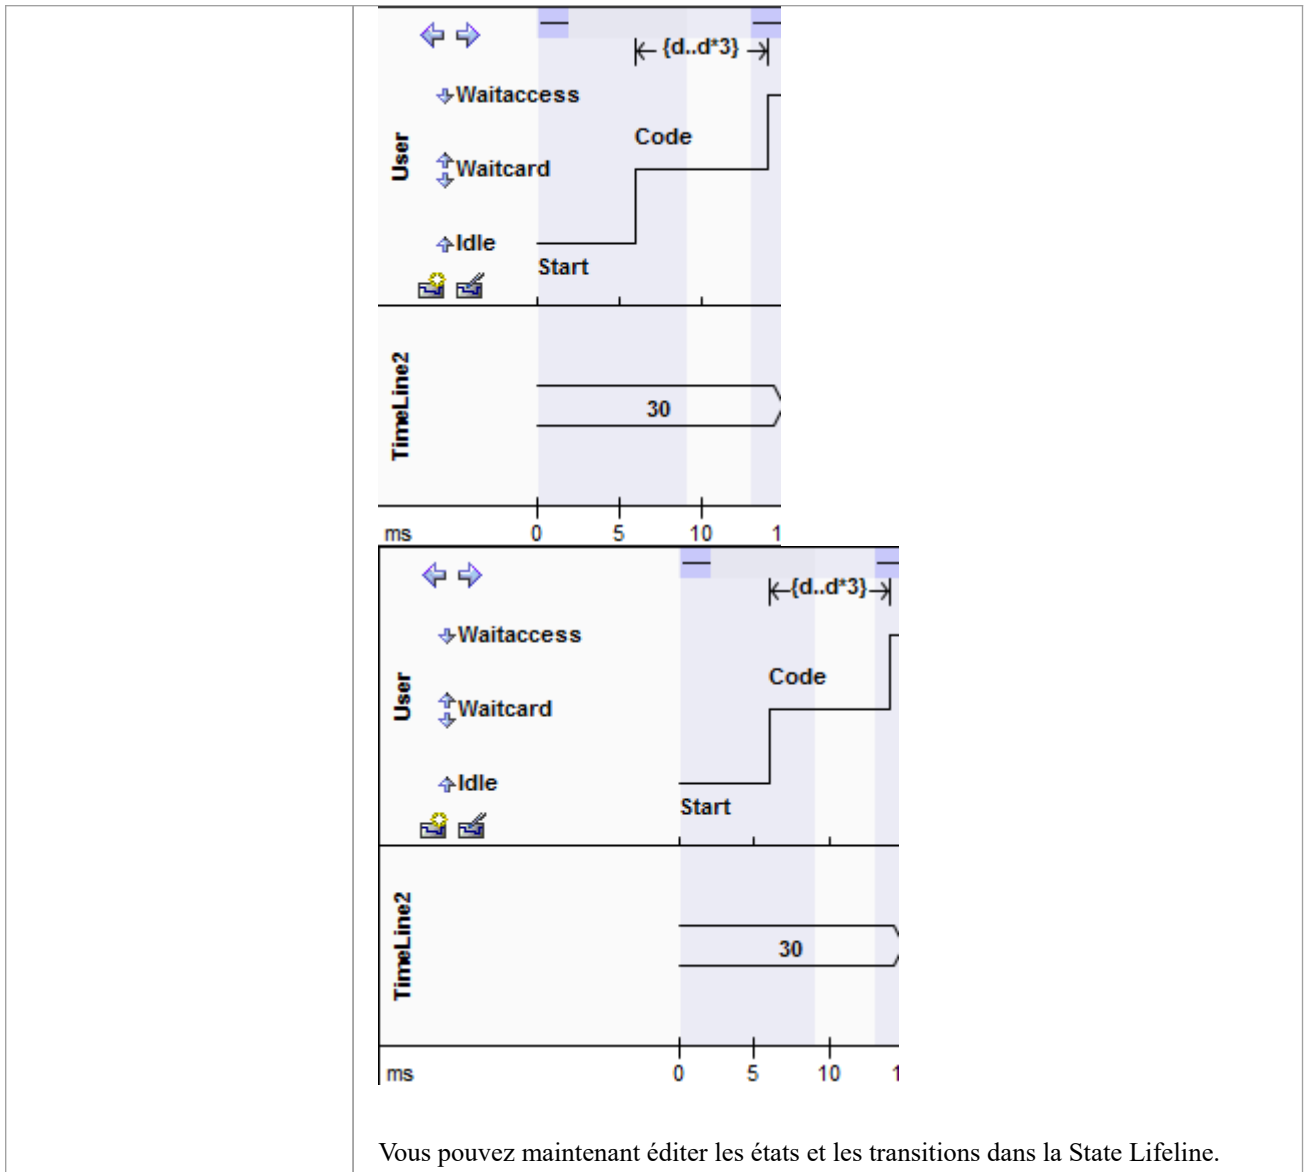 {d..d*3}
Waitaccess
Code
User
Waitcard
Idle
Start
TimeLine2
30
ms 0 5 10 1
{d..d*3}
Waitaccess
Code
User
Waitcard
Idle
Start
TimeLine2
30
ms 0 5 10 1
Vous pouvez maintenant éditer les états et les transitions dans la State Lifeline.